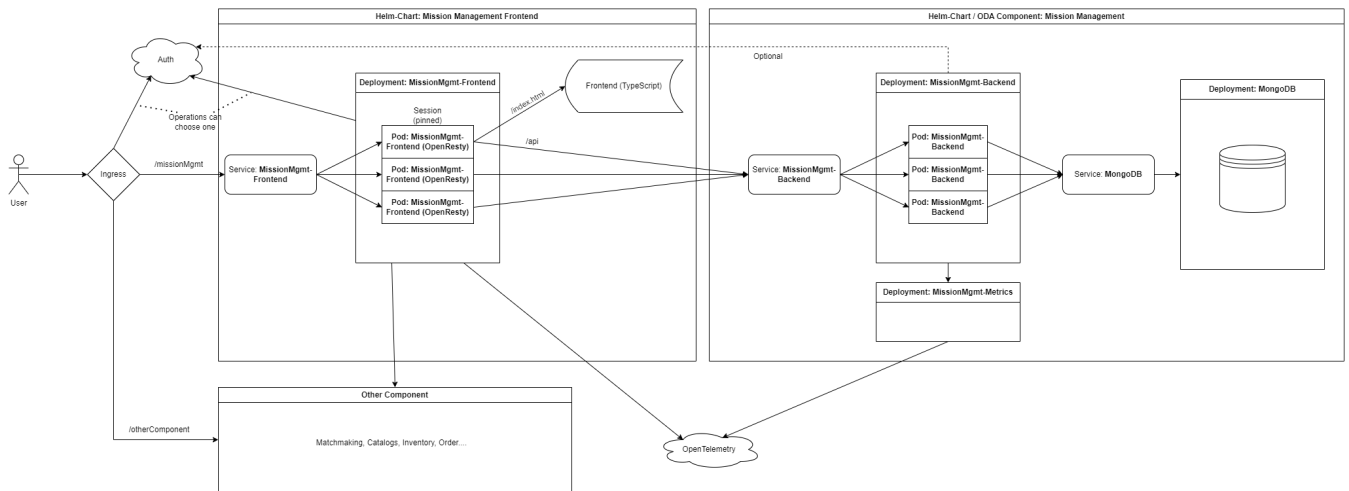 Helm-Chart: Mission Management Frontend
Helm-Chart / ODA Component: Mission Management
Auth
Optional
Deployment: MissionMgmt-Frontend
Frontend (TypeScript)
Deployment: MissionMgmt-Backend
Deployment: MongoDB
/index.html
Session
(pinned)
Operations can
choose one
Pod: MissionMgmt-
Frontend (OpenResty)
/api
Pod: MissionMgmt-
Backend
/missionMgmt
User
Ingress
Service: MissionMgmt-
Frontend
Pod: MissionMgmt-
Frontend (OpenResty)
Service: MissionMgmt-
Backend
Pod: MissionMgmt-
Backend
Service: MongoDB
Pod: MissionMgmt-
Frontend (OpenResty)
Pod: MissionMgmt-
Backend
Deployment: MissionMgmt-Metrics
Other Component
/otherComponent
Matchmaking, Catalogs, Inventory, Order....
OpenTelemetry